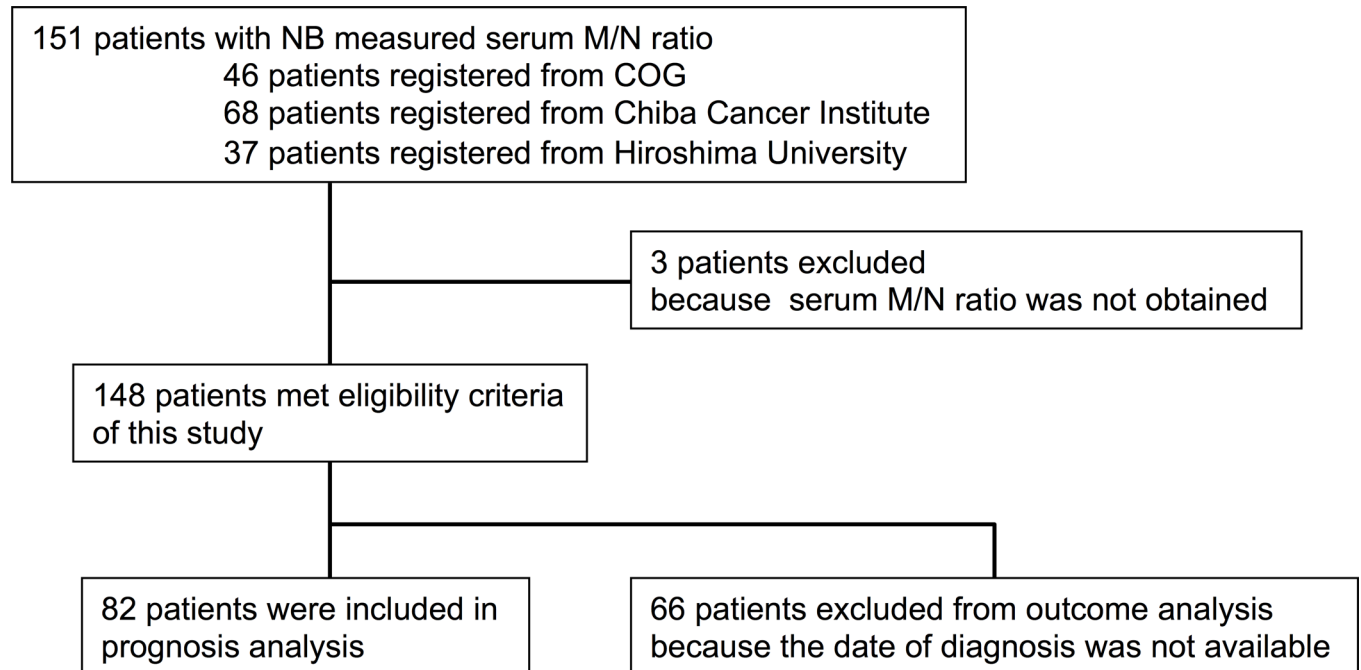 151 patients with NB measured serum M/N ratio
46 patients registered from COG
68 patients registered from Chiba Cancer Institute
37 patients registered from Hiroshima University
3 patients excluded
because serum M/N ratio was not obtained
148 patients met eligibility criteria
of this study
82 patients were included in
prognosis analysis
66 patients excluded from outcome analysis
because the date of diagnosis was not available